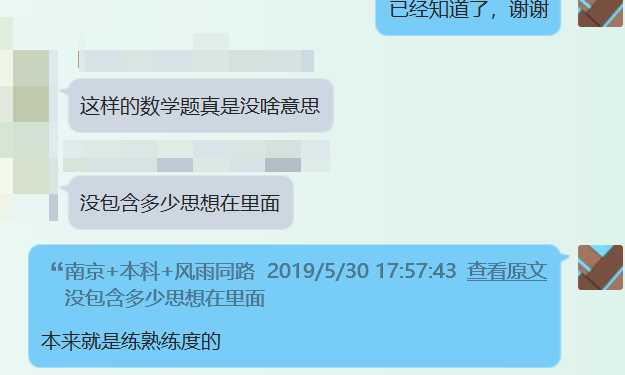 已经知道了，谢谢
这样的数学题真是没啥意思
没包含多少思想在里面
“南京+本科+风雨同路 2019/5/30 17:57:43 查看原文
没包含多少思想在里面
本来就是练熟练度的